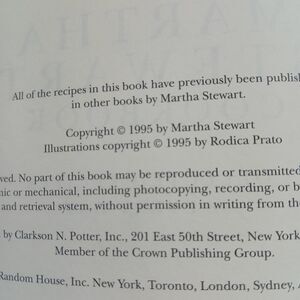 All of the recipes in this book have previously been publish
in other books by Martha Stewart.
Copyright © 1995 by Martha Stewart
Illustrations copyright © 1995 by Rodica Prato
ved. No part of this book may be reproduced or transmitted
nic or mechanical, including photocopying, recording, or b
and retrieval system, without permission in writing from the
by Clarkson N. Potter, Inc., 201 East 50th Street, New York
Member of the Crown Publishing Group.
Random House, Inc. New York, Toronto, London, Sydney, A